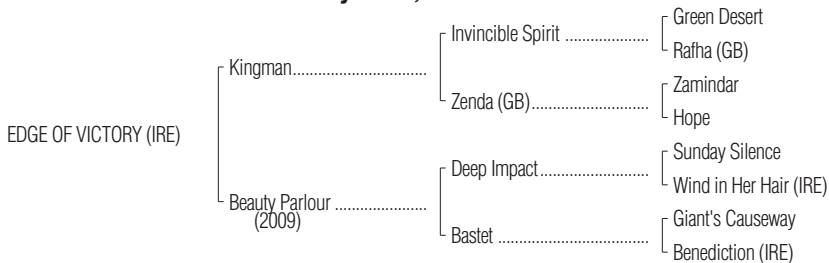 EDGE OF VICTORY (IRE)
Kingman
Beauty Parlour
(2009)
Invincible Spirit
Zenda (GB)
Deep Impact
Bastet
Green Desert
Rafha (GB)
Zamindar
Hope
Sunday Silence
Wind in Her Hair (IRE)
Giant's Causeway
Benediction (IRE)